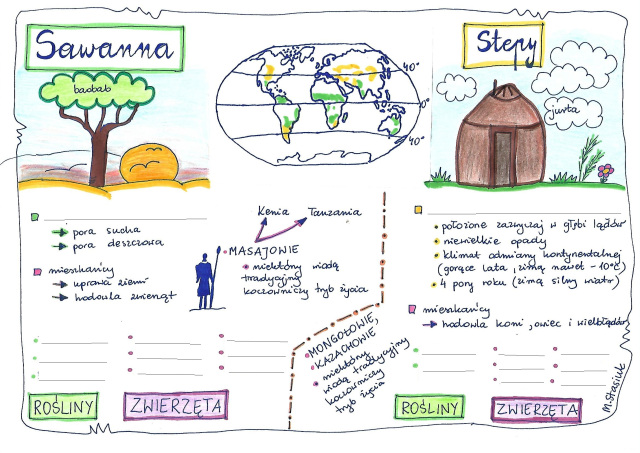 Sawanna
baobab
40°
0°
40°
Stepy
jurta
pora sucha
pora deszczowa
mieszkańcy
uprawa ziemi
hodowla zwierząt
Kenia
Tanzania
MASAJOWIE
niektórzy wiodą
tradycyjny
koczowniczy tryb życia
MONGOŁOWIE,
KAZACHOWIE
niektórzy
wiodą tradycyjny
koczowniczy
tryb życia
położone zazwyczaj w głębi lądów
niewielkie opady
klimat odmiany kontynentalnej
(gorące lata, zimą nawet -10°C)
4 pory roku (zimą silny wiatr)
mieszkańcy
hodowla koni, owiec i wielbłądów
ROŚLINY
ZWIERZĘTA
ROŚLINY
ZWIERZĘTA